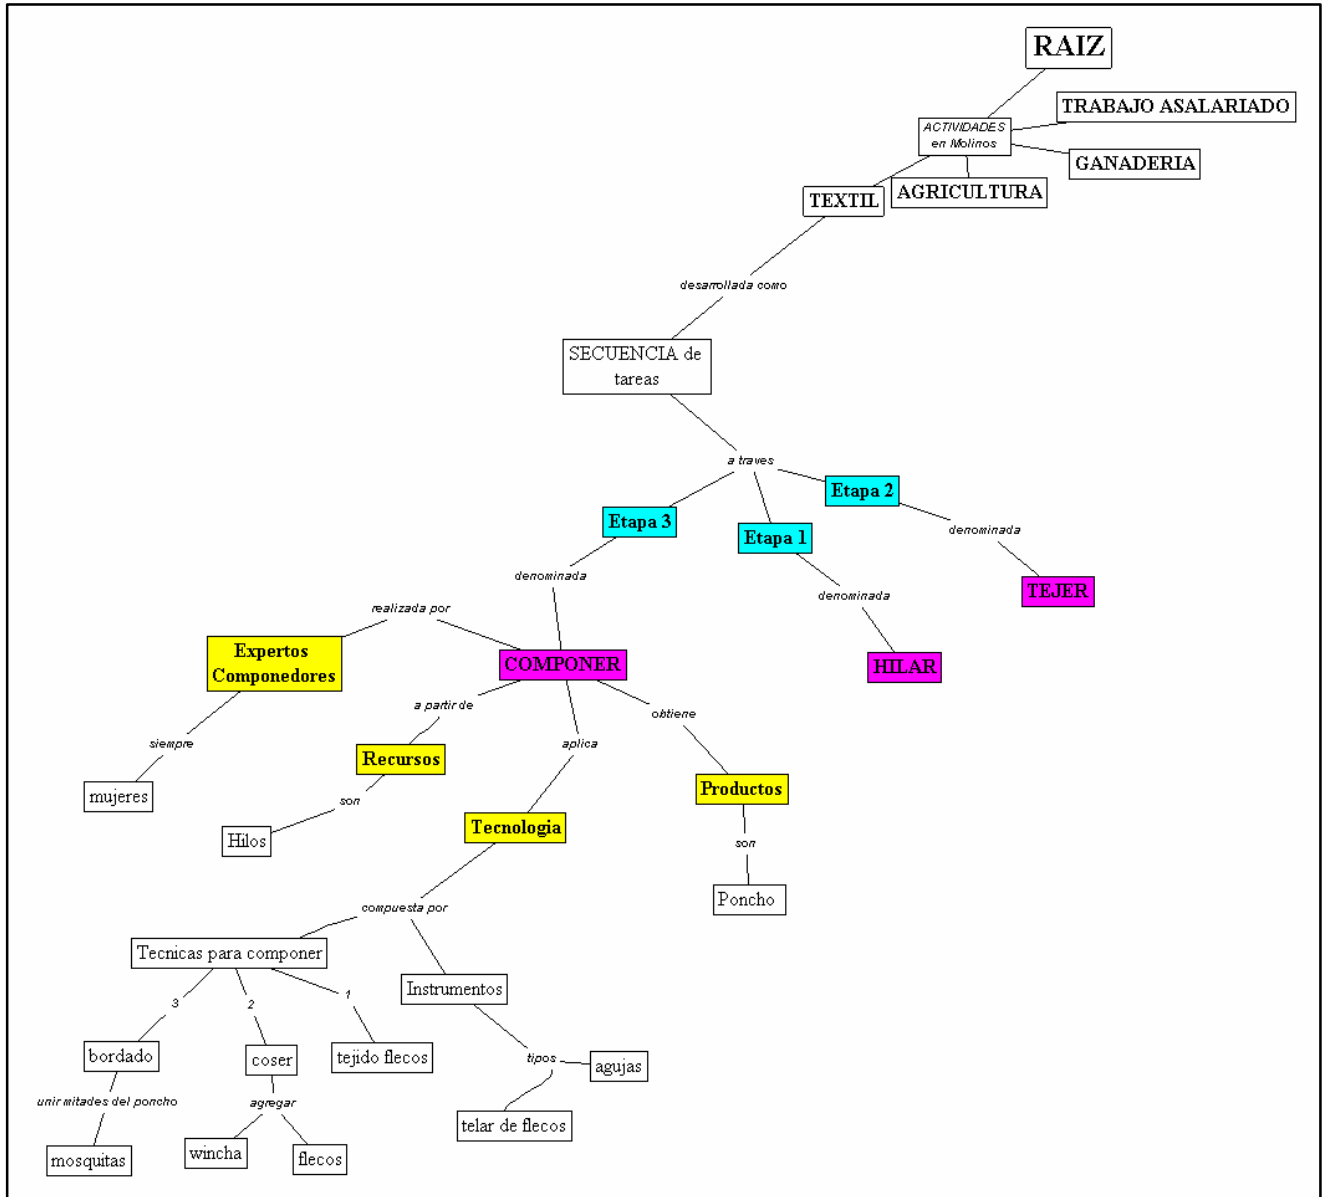 RAIZ
TRABAJO ASALARIADO
ACTIVIDADES
en Molinos
GANADERIA
AGRICULTURA
TEXTIL
desarrollada como
SECUENCIA de
tareas
a traves
Etapa 2
Etapa 3
Etapa 1
denominada
denominada
TEJER
denominada
realizada por
Expertos
Componedores
COMPONER
HILAR
a partir de
obtiene
siempre
aplica
Recursos
mujeres
Productos
son
Tecnologia
Hilos
son
Poncho
compuesta por
Tecnicas para componer
Instrumentos
3
2
1
bordado
coser
tejido flecos
tipos
agujas
unir mitades del poncho
agregar
telar de flecos
mosquitas
wincha
flecos